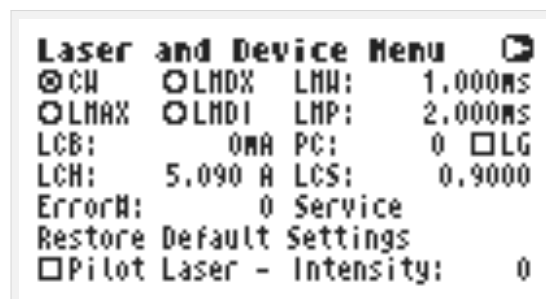 Laser and Device Menu
CW LMDX LMW: 1.000ms
LMAX LMDI LMP: 2.000ms
LCB: 0mA PC: 0 LG
LCM: 5.090 A LCS: 0.9000
Error#: 0 Service
Restore Default Settings
Pilot Laser - Intensity: 0